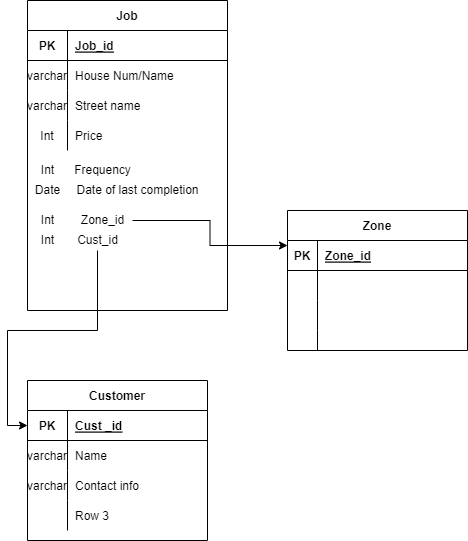 Job
PK Job_id
varchar House Num/Name
varchar Street name
Int Price
Int Frequency
Date Date of last completion
Int Zone_id
Int Cust_id
Zone
PK Zone_id
Customer
PK Cust _id
varchar Name
varchar Contact info
Row 3